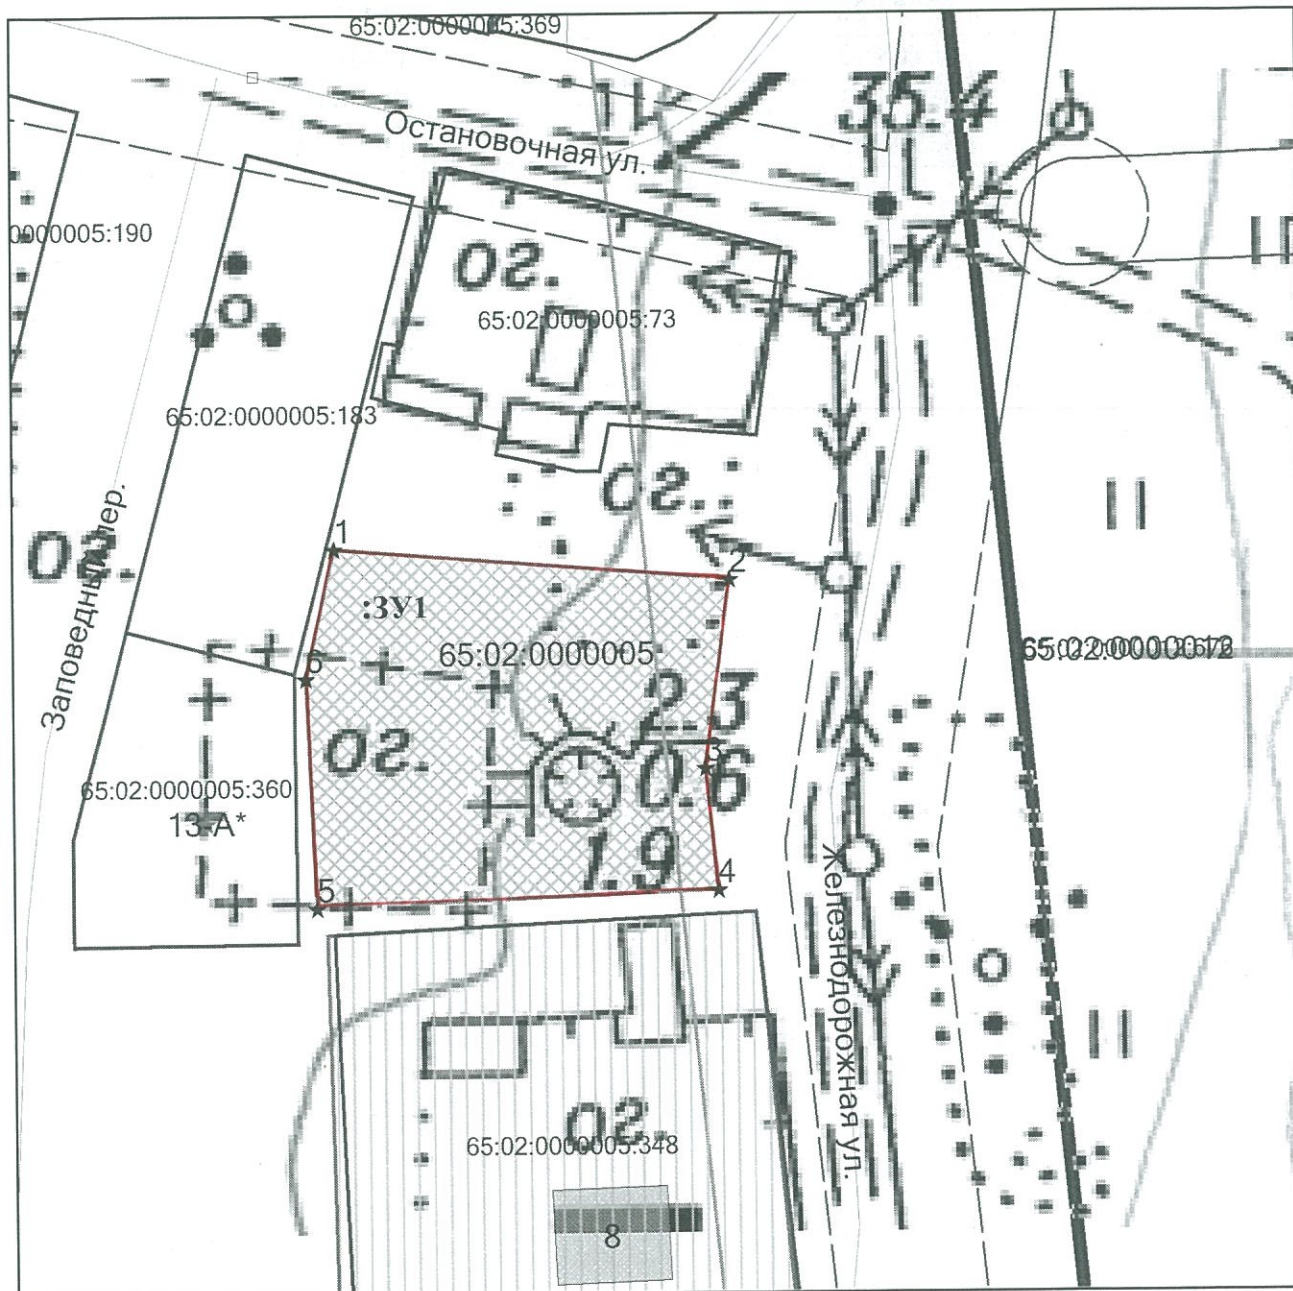 65:02:0000005:369
35.4
Остановочная ул.
0000005:190
ог.
65:02:0000005:73
65:02:0000005:183
ог.
1
2
Заповедный пер.
ог.
:ЗУ1
65:02:0000005
6
2.3
ог.
3
0.6
65:02:0000005:360
13-А*
1.9
4
5
Железнодорожная ул.
ог.
65:02:0000005:348
8